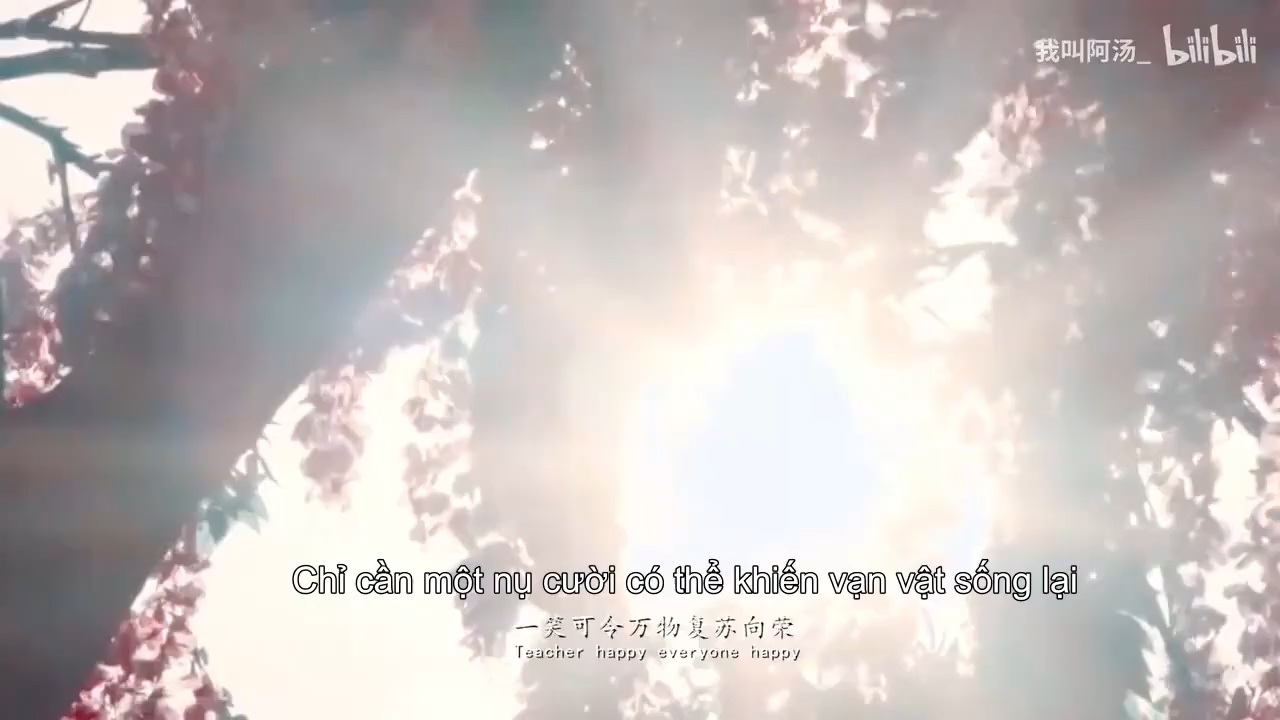 我叫阿汤_ bilibili
Chỉ cần một nụ cười có thể khiến vạn vật sống lại
一笑可令万物复苏向荣
Teacher happy everyone happy